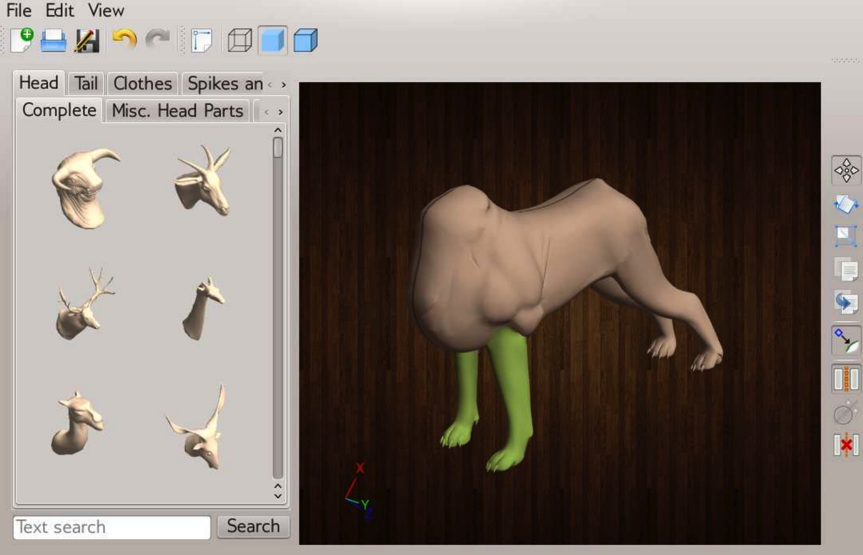 File Edit View
Head Tail Clothes Spikes an
Complete Misc. Head Parts
X
Y
Z
Text search Search